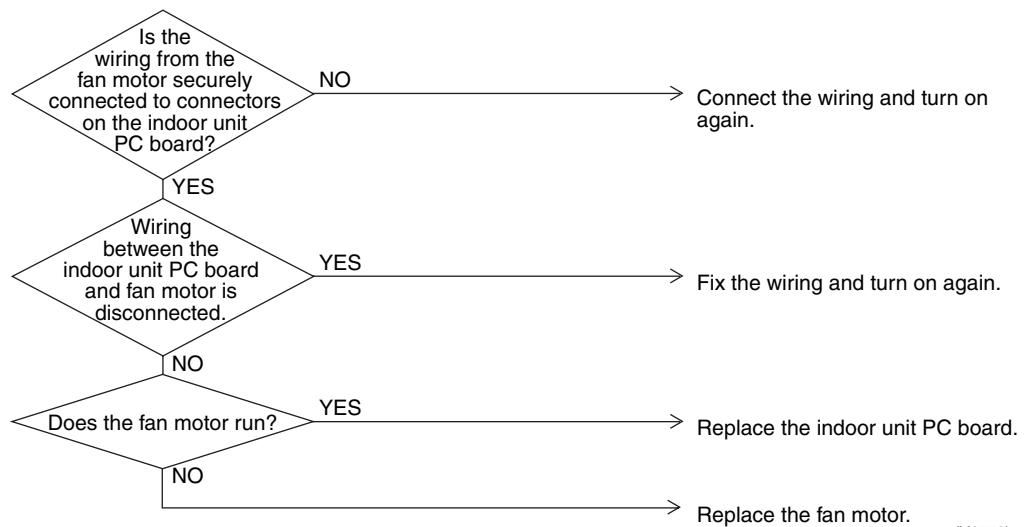 Is the
wiring from the
fan motor securely
connected to connectors
on the indoor unit
PC board?
NO
Connect the wiring and turn on
again.
YES
Wiring
between the
indoor unit PC board
and fan motor is
disconnected.
YES
Fix the wiring and turn on again.
NO
Does the fan motor run?
YES
Replace the indoor unit PC board.
NO
Replace the fan motor.